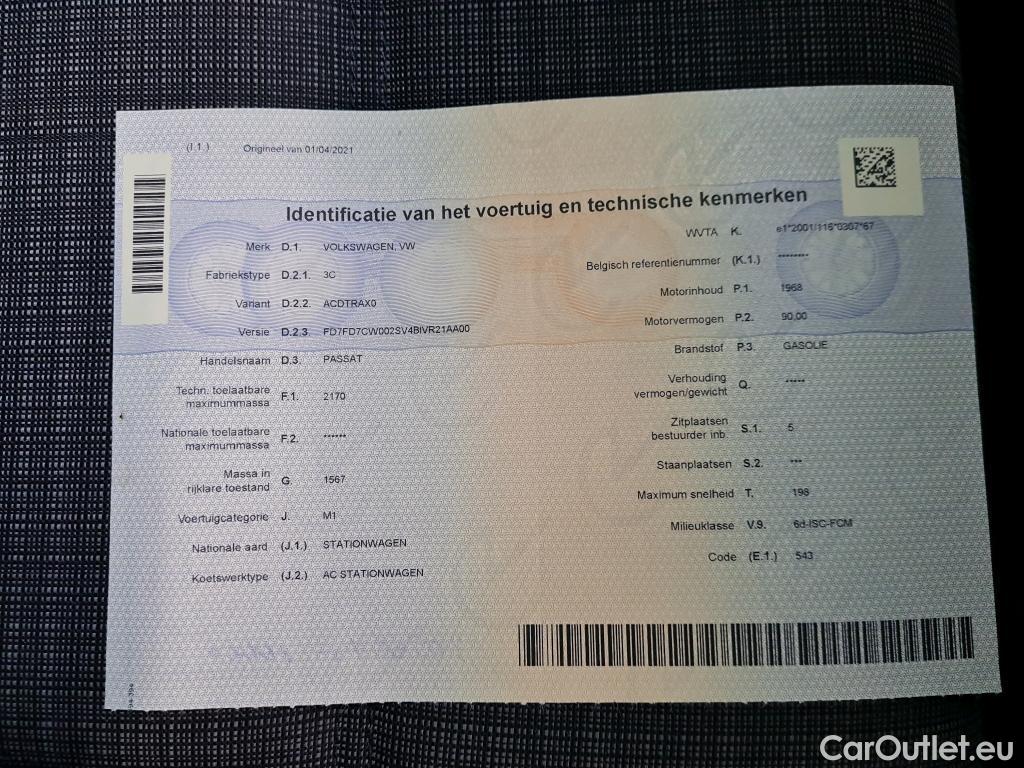 (I.1.) Origineel van 01/04/2021
Identificatie van het voertuig en technische kenmerken
Merk D.1. VOLKSWAGEN, VW
Fabriekstype D.2.1. 3C
Variant D.2.2. ACDTRAX0
Versie D.2.3. FD7FD7CW002SV4BIVR21AA00
Handelsnaam D.3. PASSAT
Techn. toelaatbare
maximummassa F.1. 2170
Nationale toelaatbare
maximummassa F.2. ******
Massa in
rijklare toestand G. 1567
Voertuigcategorie J. M1
Nationale aard (J.1.) STATIONWAGEN
Koetswerktype (J.2.) AC STATIONWAGEN
WVTA K. e1*2001/116*0307*67
Belgisch referentienummer (K.1.) ********
Motorinhoud P.1. 1968
Motorvermogen P.2. 90,00
Brandstof P.3. GASOLIE
Verhouding
vermogen/gewicht Q. *****
Zitplaatsen
bestuurder inb. S.1. 5
Staanplaatsen S.2. ***
Maximum snelheid T. 198
Milieuklasse V.9. 6d-ISC-FCM
Code (E.1.) 543
CarOutlet.eu